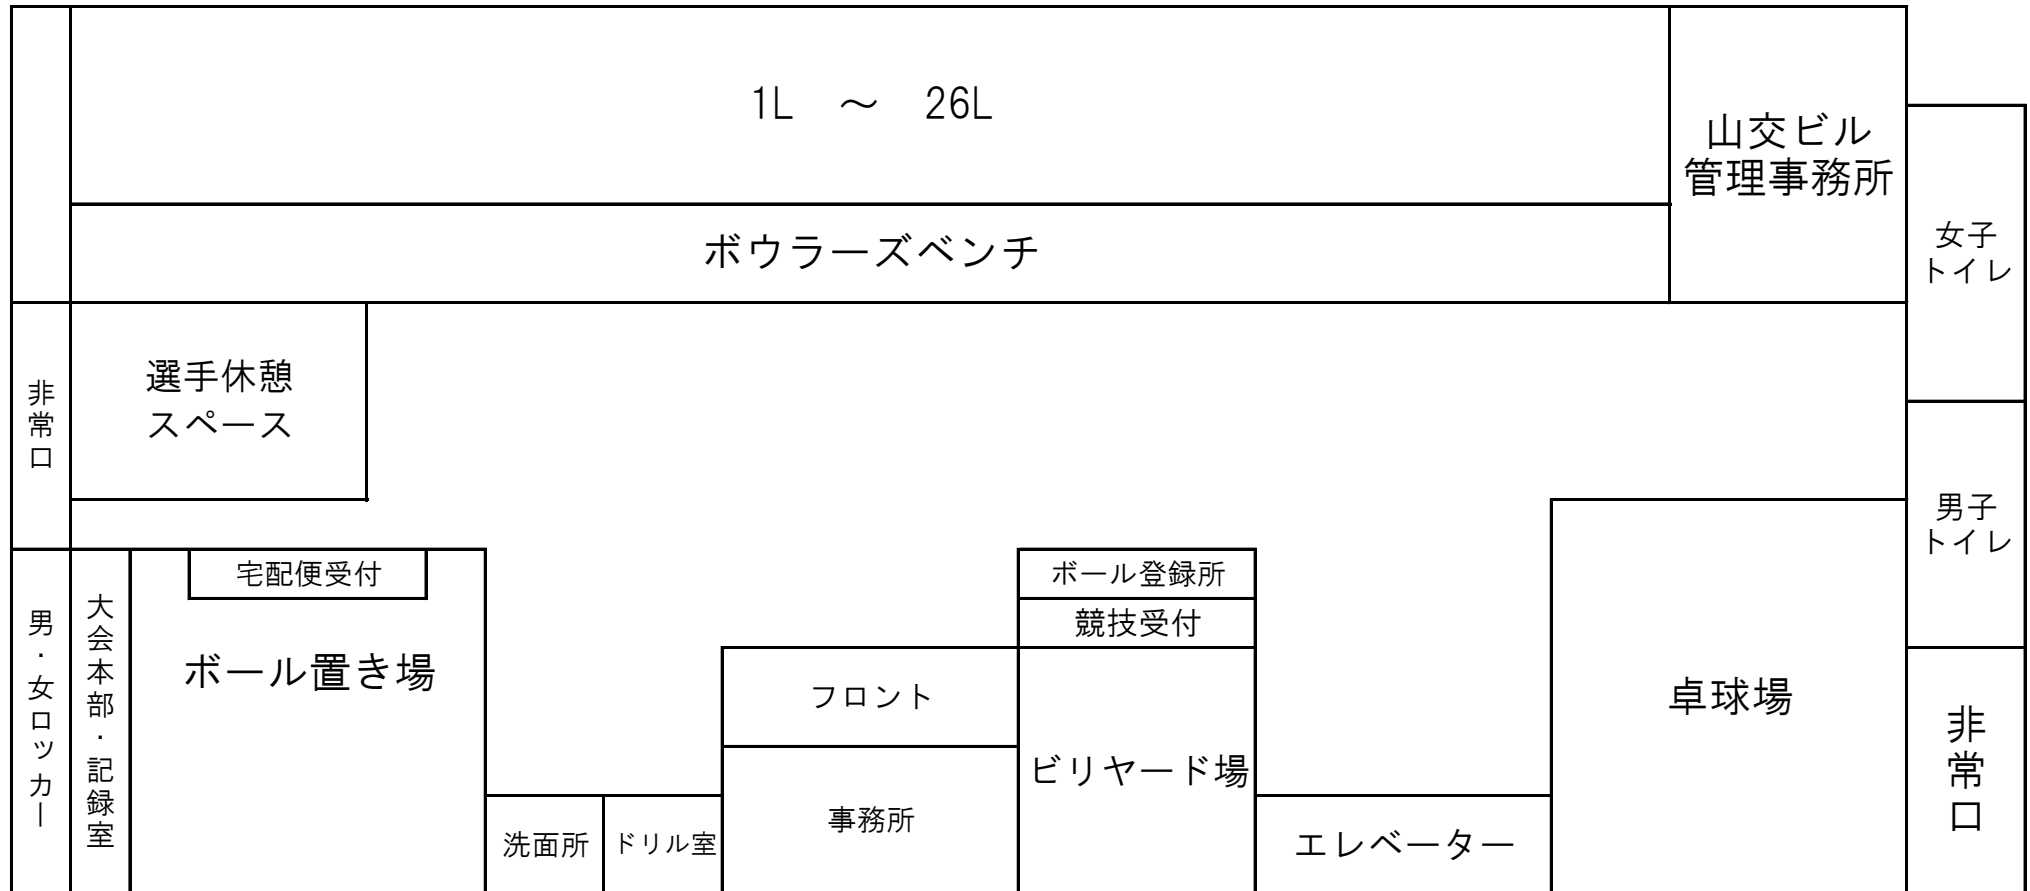 1L ～ 26L
山交ビル
管理事務所
ボウラーズベンチ
女子
トイレ
選手休憩
スペース
非常口
男子
トイレ
宅配便受付
ボール登録所
競技受付
男・女ロッカー
大会本部・記録室
ボール置き場
フロント
卓球場
ビリヤード場
非常口
事務所
洗面所
ドリル室
エレベーター